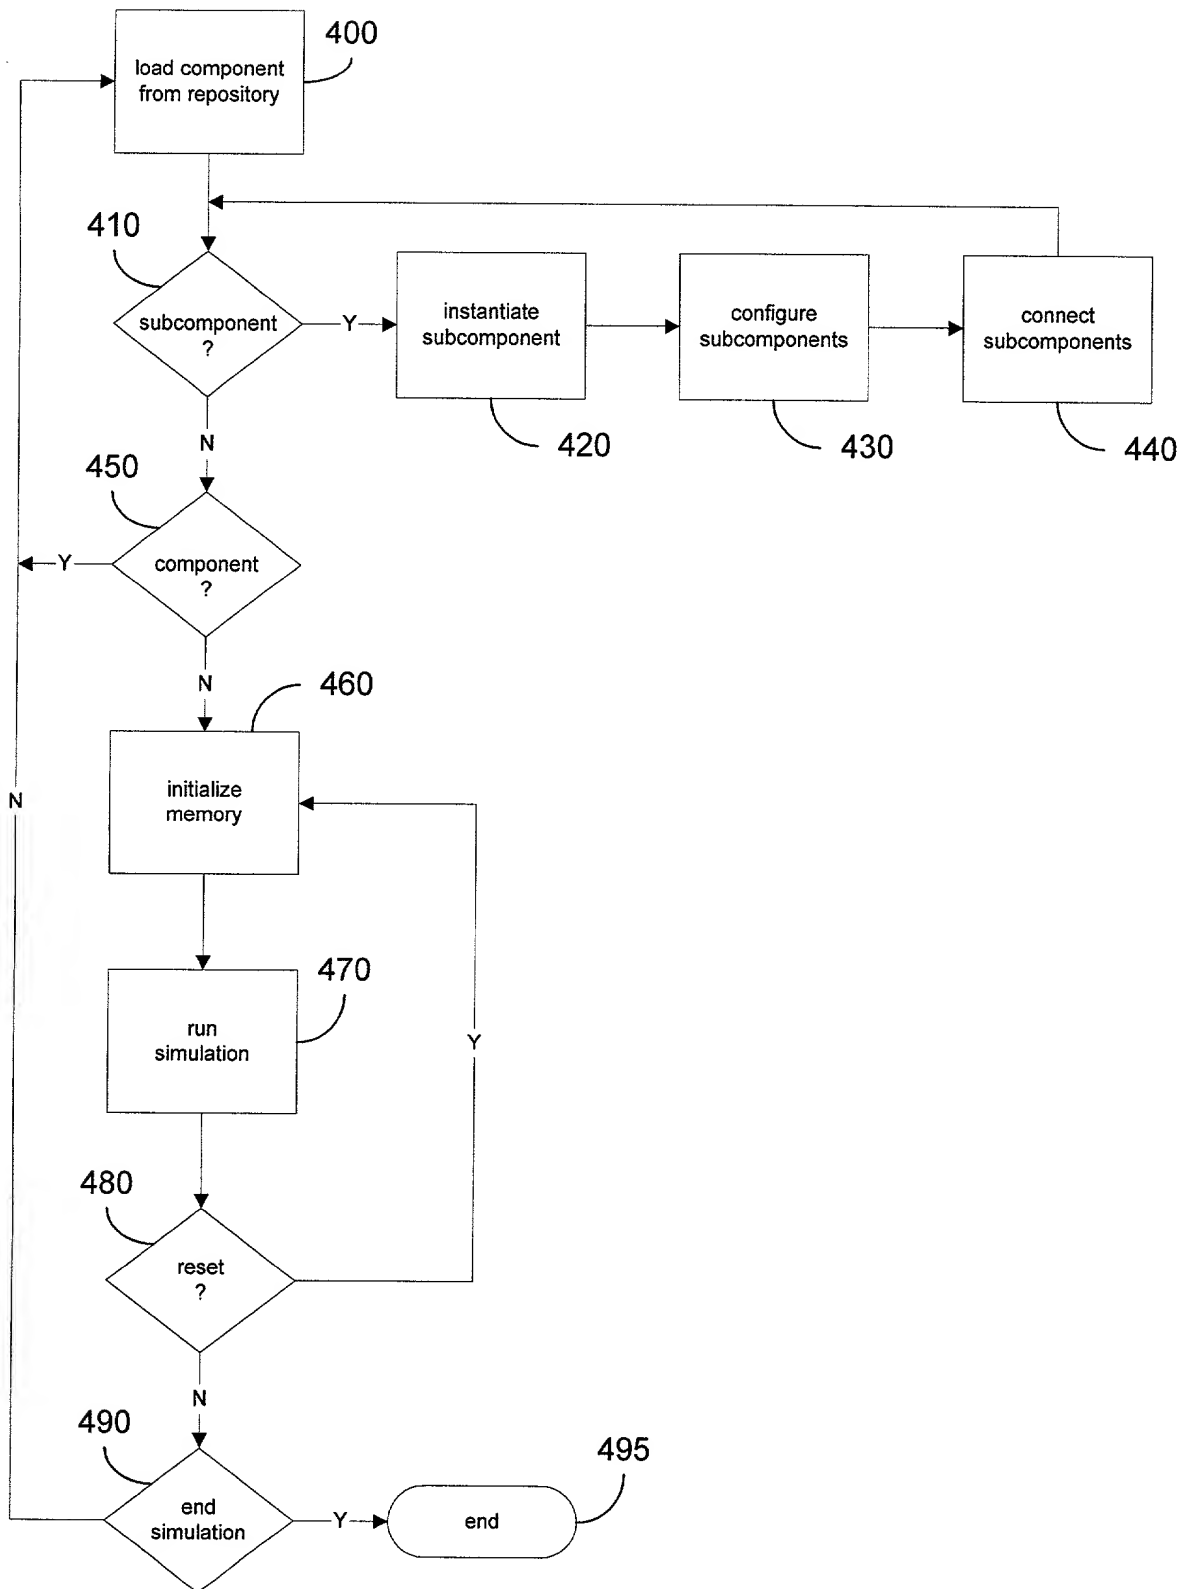 400
load component
from repository
410
subcomponent
?
Y
instantiate
subcomponent
configure
subcomponents
connect
subcomponents
420
430
440
N
450
component
?
Y
N
460
initialize
memory
N
470
run
simulation
Y
480
reset
?
N
490
end
simulation
Y
end
495